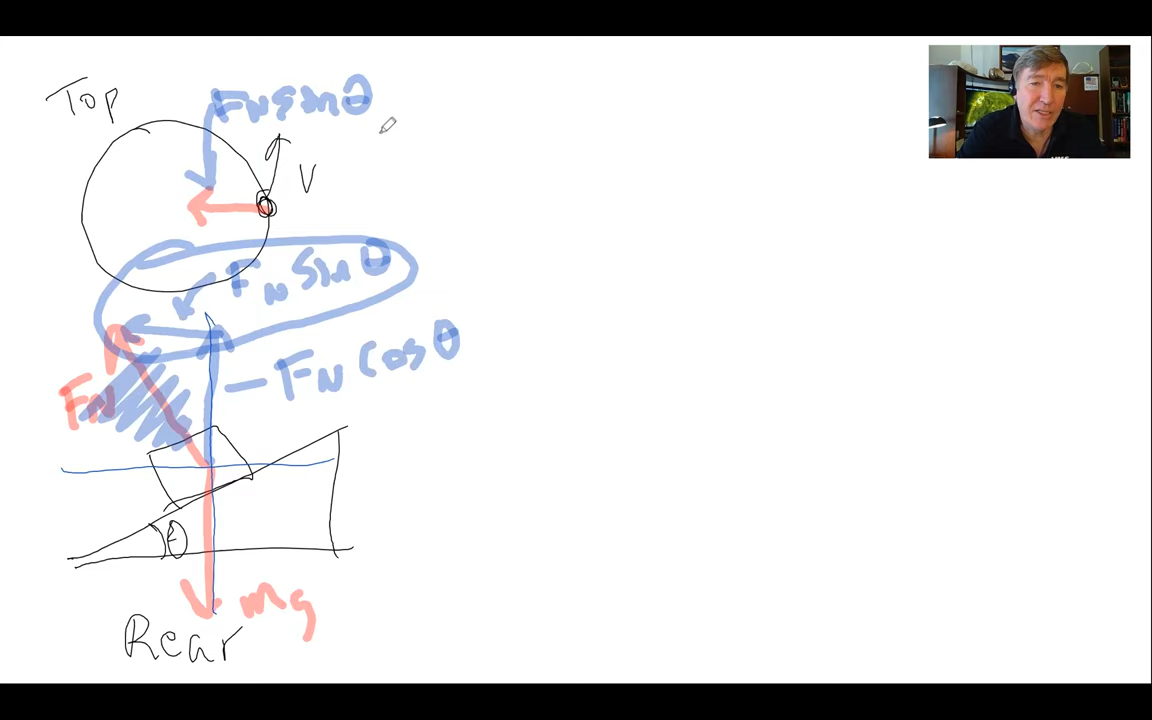 Top
FN sin θ
V
FN sin θ
FN
– FN cos θ
θ
mg
Rear